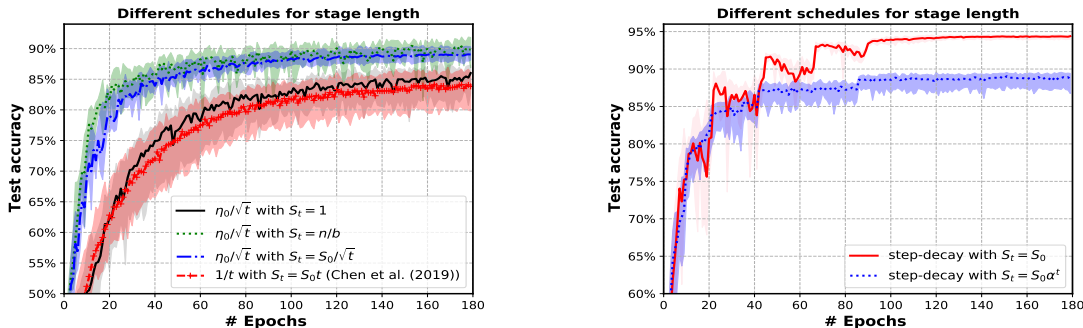 Different schedules for stage length
Test accuracy
90%
85%
80%
75%
70%
65%
60%
55%
50%
0 20 40 60 80 100 120 140 160 180
# Epochs
η₀/√t with Sₜ = 1
η₀/√t with Sₜ = n/b
η₀/√t with Sₜ = S₀/√t
1/t with Sₜ = S₀t (Chen et al. (2019))
Different schedules for stage length
Test accuracy
95%
90%
85%
80%
75%
70%
65%
60%
0 20 40 60 80 100 120 140 160 180
# Epochs
step-decay with Sₜ = S₀
step-decay with Sₜ = S₀αᵗ